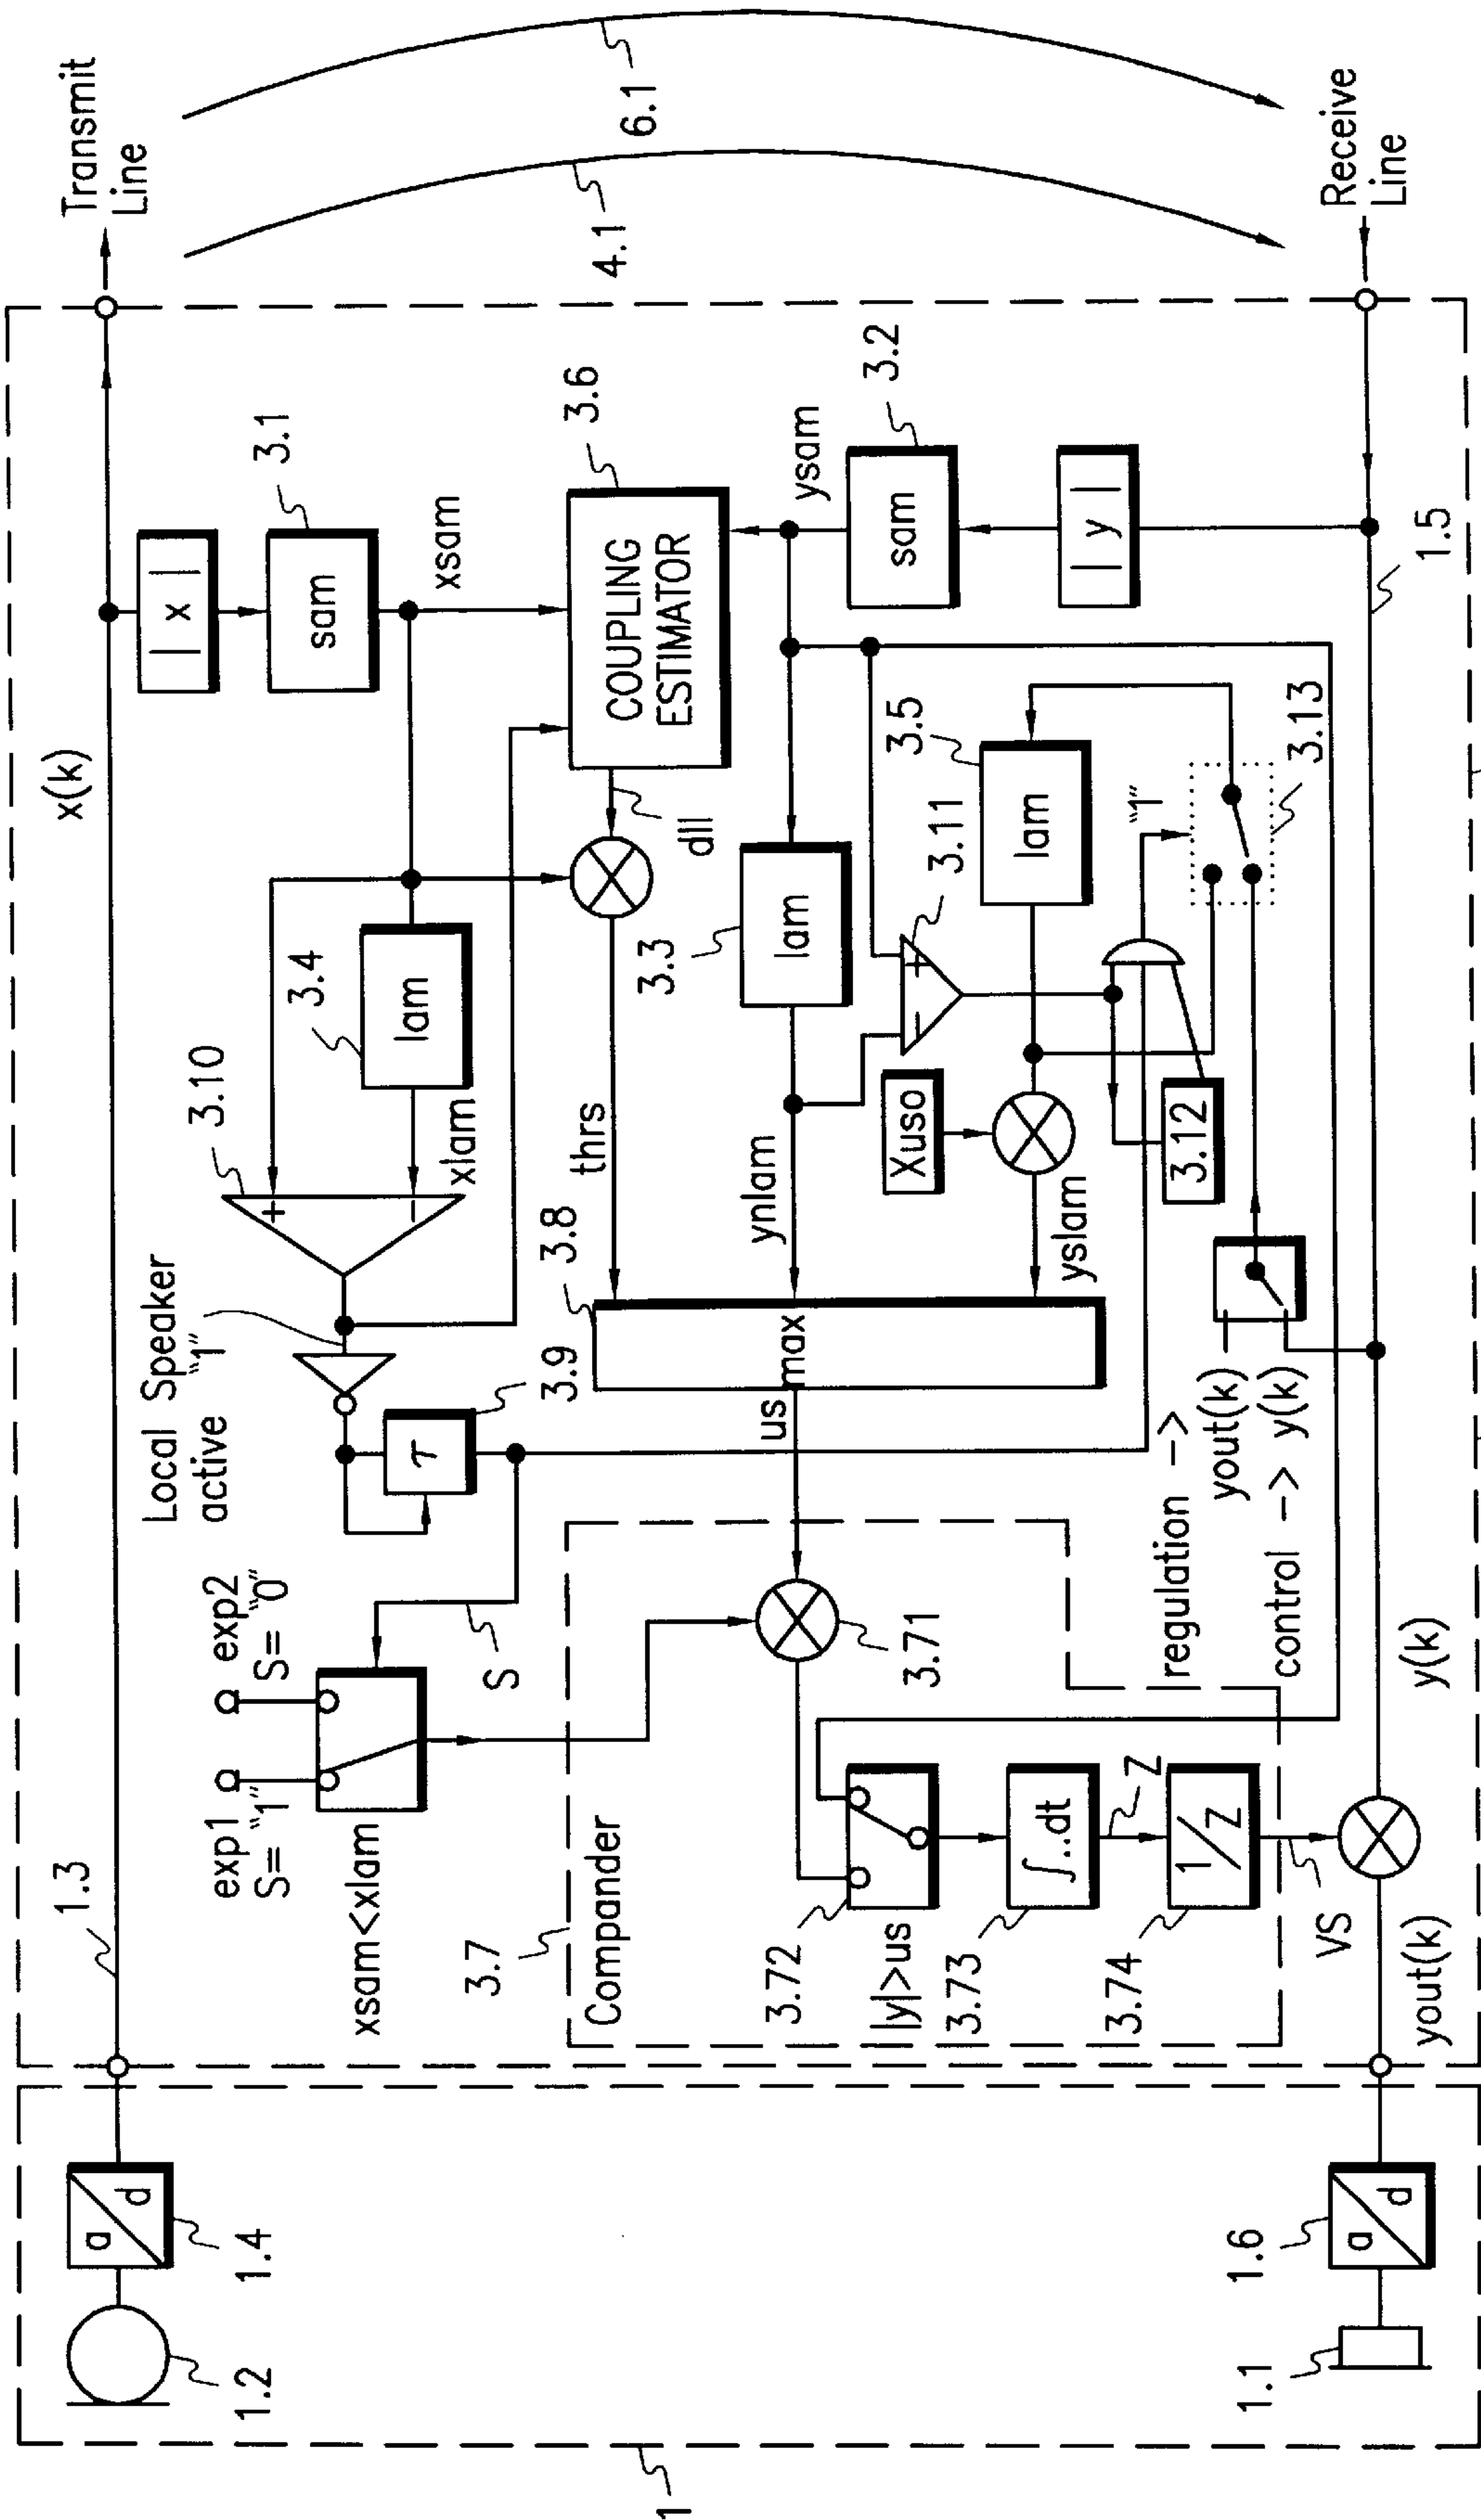 Transmit
Line
6.1
4.1
Receive
Line
x(k)
| x |
3.1
sam
xsam
3.6
COUPLING
ESTIMATOR
ysam
3.2
sam
| y |
1.5
3.10
3.4
lam
xlam
+
−
dll
thrs
3.3
lam
ynlam
3.11
+
−
3.5
lam
"1"
3.13
Xuso
yslam
3.12
Local Speaker
"1"
active
3.8
max
us
3.9
τ
regulation ->
yout(k)
control -> y(k)
1.3
exp1
S="1"
exp2
S="0"
S
xsam<xlam
3.7
Compander
3.71
3.72
|y|>us
3.73
∫..dt
Z
3.74
1/Z
VS
y(k)
yout(k)
a
d
1.4
1.2
a
d
1.6
1.1
1